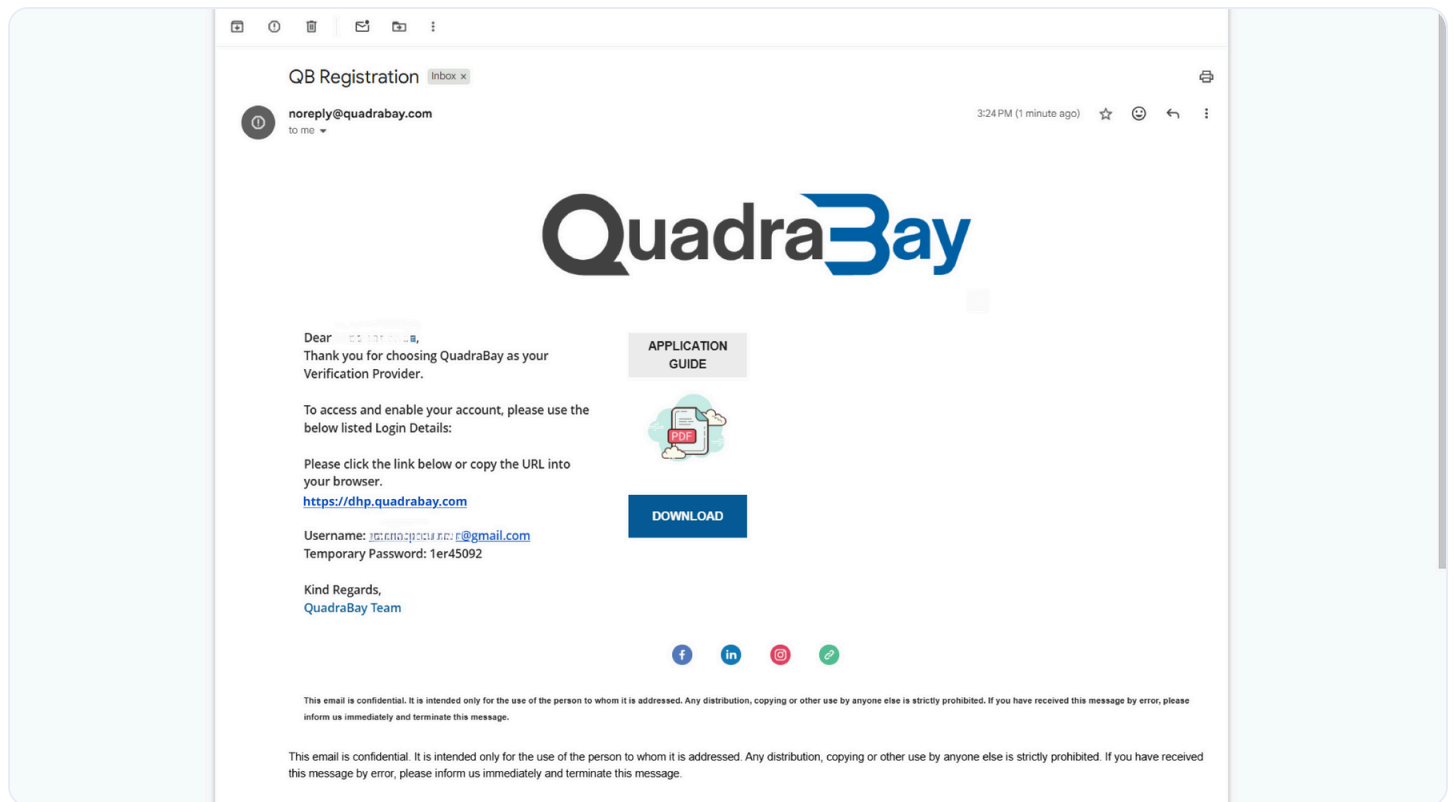 QB Registration
Inbox ×
noreply@quadrabay.com
3:24 PM (1 minute ago)
to me
QuadraBay
Dear ,
Thank you for choosing QuadraBay as your
Verification Provider.
To access and enable your account, please use the
below listed Login Details:
Please click the link below or copy the URL into
your browser.
https://dhp.quadrabay.com
Username: @gmail.com
Temporary Password: 1er45092
Kind Regards,
QuadraBay Team
APPLICATION
GUIDE
PDF
DOWNLOAD
f
in
This email is confidential. It is intended only for the use of the person to whom it is addressed. Any distribution, copying or other use by anyone else is strictly prohibited. If you have received this message by error, please
inform us immediately and terminate this message.
This email is confidential. It is intended only for the use of the person to whom it is addressed. Any distribution, copying or other use by anyone else is strictly prohibited. If you have received
this message by error, please inform us immediately and terminate this message.